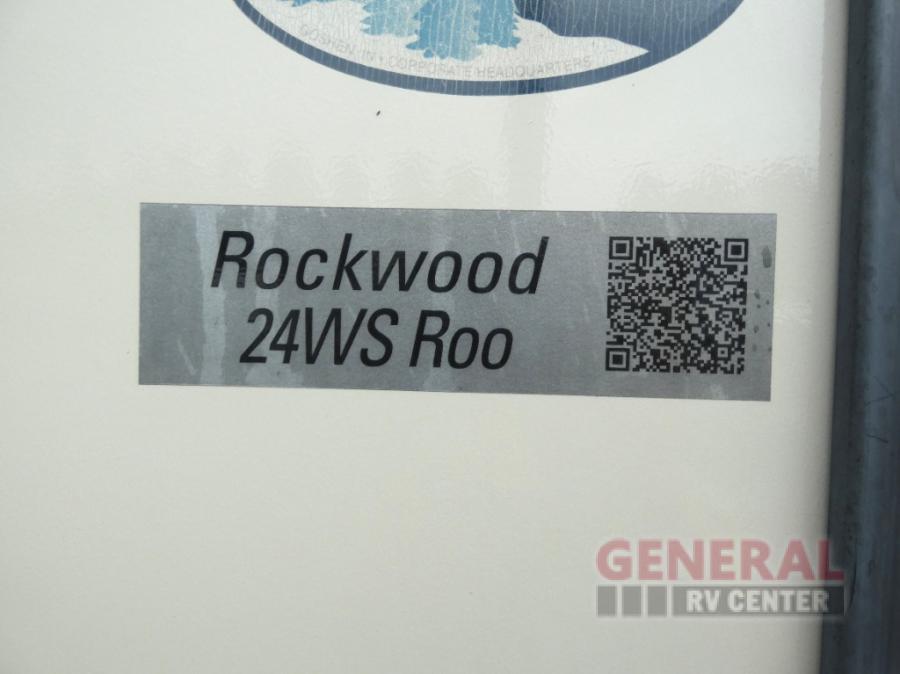 GOSHEN, IN • CORPORATE HEADQUARTERS
Rockwood
24WS Roo
GENERAL
RV CENTER